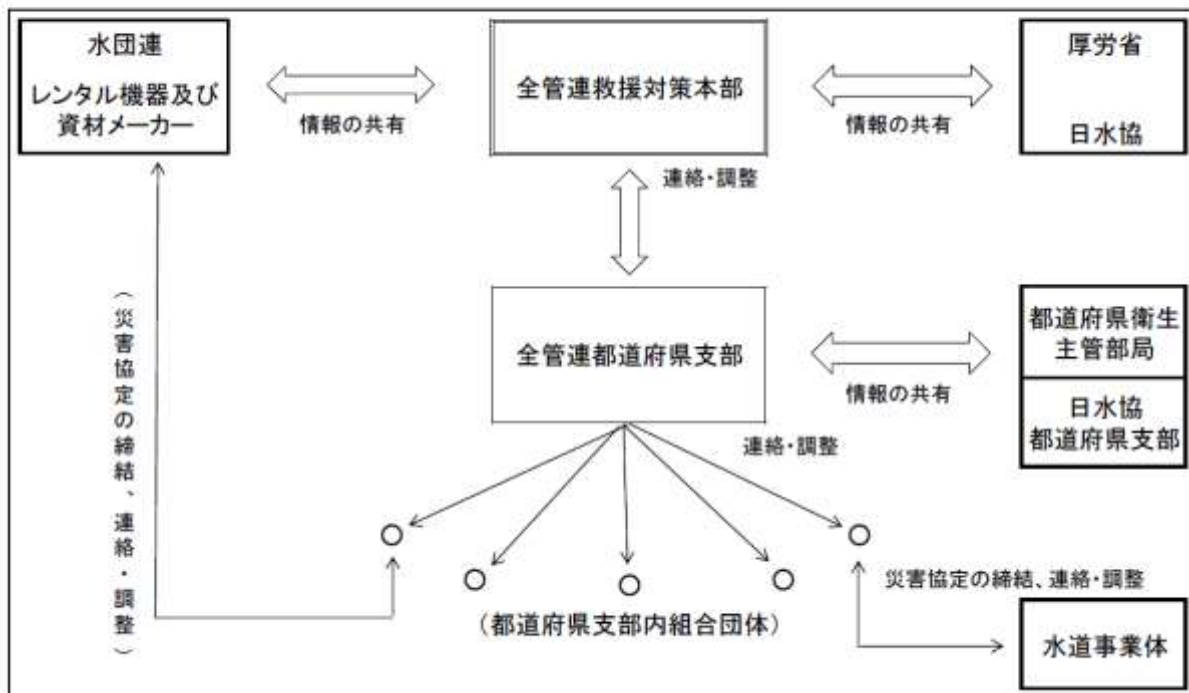 水団連
レンタル機器及び
資材メーカー
情報の共有
全管連救援対策本部
情報の共有
厚労省
日水協
連絡・調整
全管連都道府県支部
情報の共有
都道府県衛生
主管部局
日水協
都道府県支部
連絡・調整
（災害協定の締結、連絡・調整）
災害協定の締結、連絡・調整
（都道府県支部内組合団体）
水道事業体